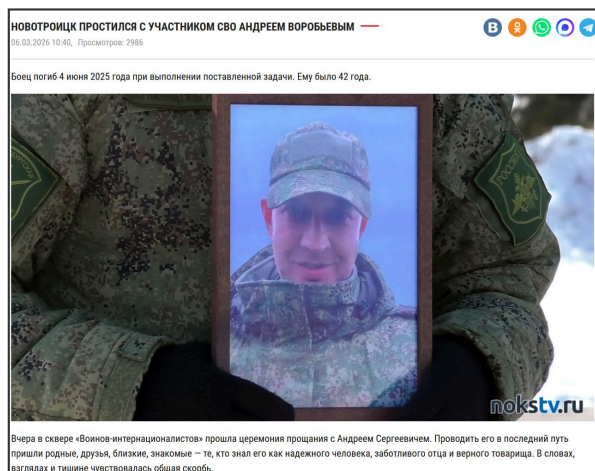 НОВОТРОИЦК ПРОСТИЛСЯ С УЧАСТНИКОМ СВО АНДРЕЕМ ВОРОБЬЕВЫМ
06.03.2026 10:40, Просмотров: 2986
Боец погиб 4 июня 2025 года при выполнении поставленной задачи. Ему было 42 года.
РОССИЯ
nokstv.ru
Вчера в сквере «Воинов-интернационалистов» прошла церемония прощания с Андреем Сергеевичем. Проводить его в последний путь
пришли родные, друзья, близкие, знакомые — те, кто знал его как надежного человека, заботливого отца и верного товарища. В словах,
взглядах и тишине чувствовалась общая скорбь.